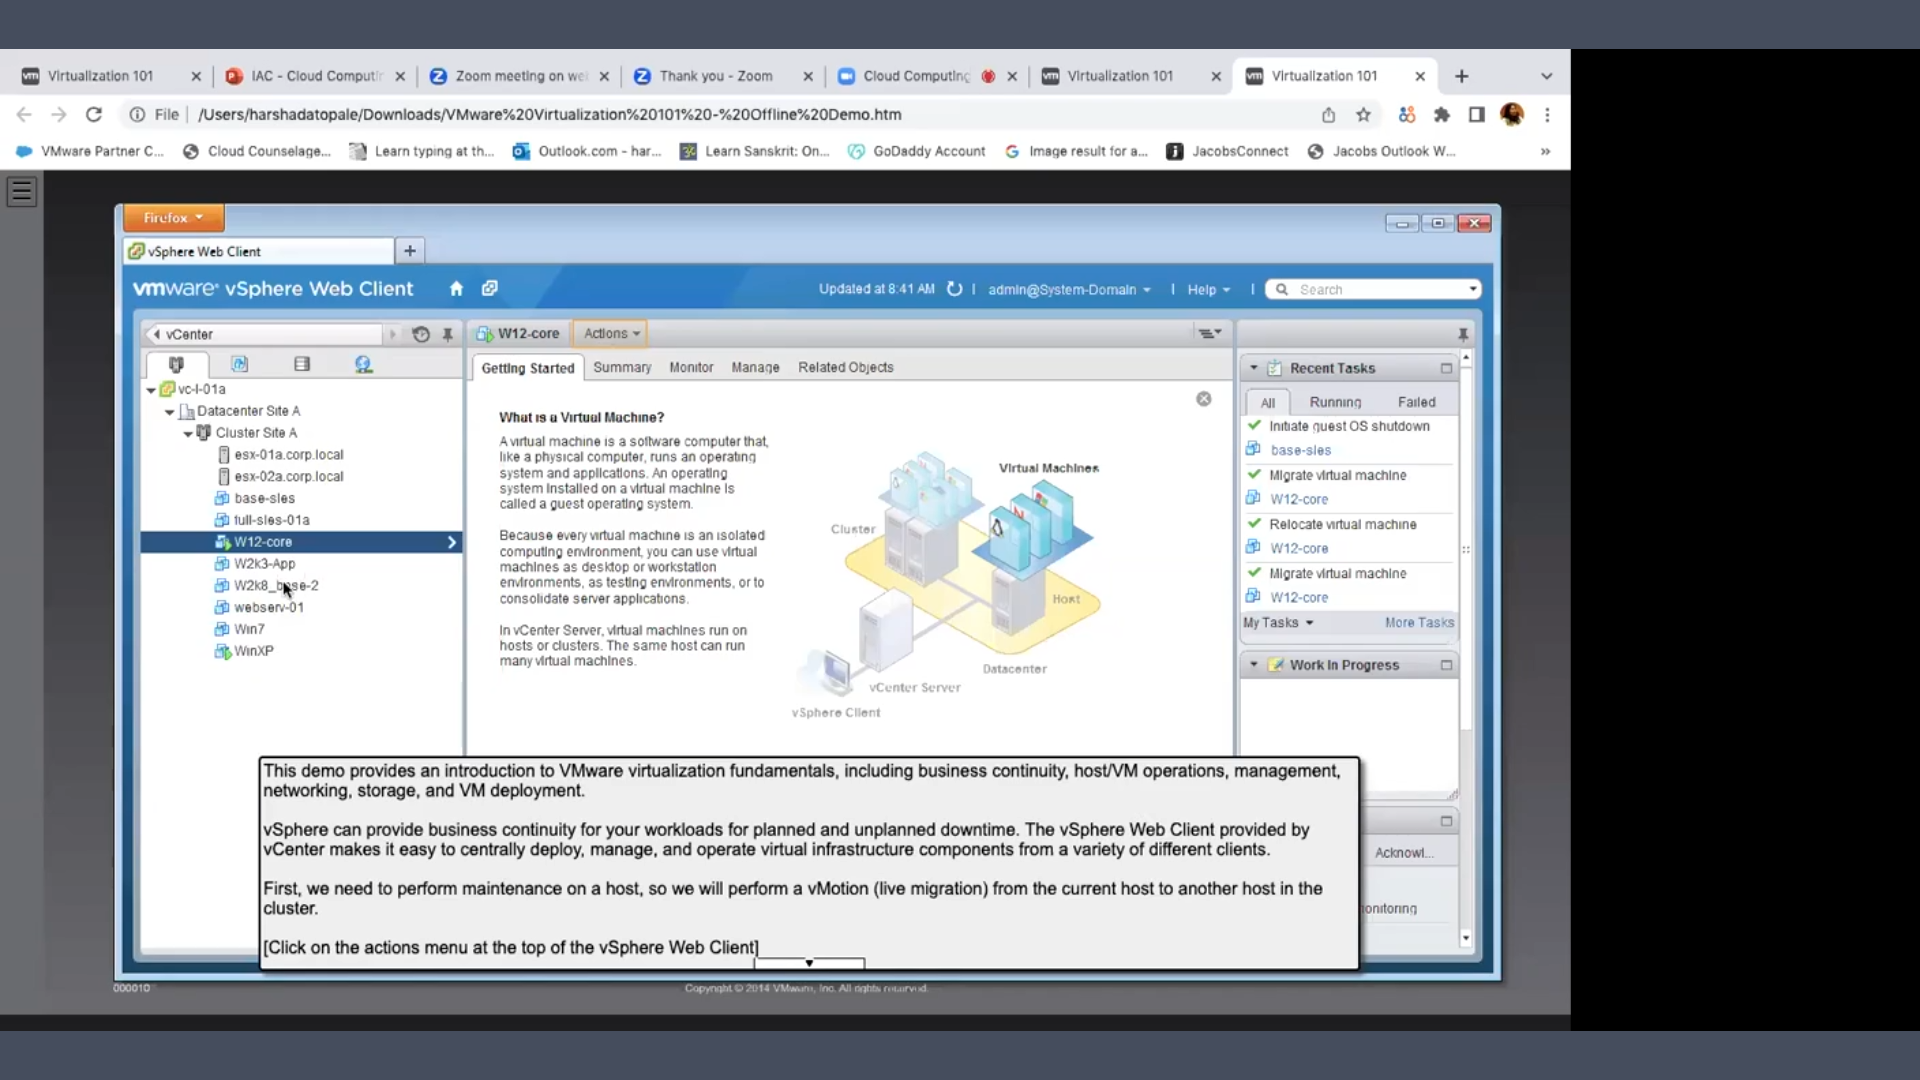 Virtualization 101
IAC - Cloud Computin
Zoom meeting on we
Thank you - Zoom
Cloud Computing
Virtualization 101
Virtualization 101
File
/Users/harshadatopale/Downloads/VMware%20Virtualization%20101%20-%20Offline%20Demo.htm
VMware Partner C...
Cloud Counselage...
Learn typing at th...
Outlook.com - har...
Learn Sanskrit: On...
GoDaddy Account
Image result for a...
JacobsConnect
Jacobs Outlook W...
Firefox
vSphere Web Client
vmware® vSphere Web Client
Updated at 8:41 AM
admin@System-Domain
Help
Search
vCenter
vc-l-01a
Datacenter Site A
Cluster Site A
esx-01a.corp.local
esx-02a.corp.local
base-sles
full-sles-01a
W12-core
W2k3-App
W2k8_base-2
webserv-01
Win7
WinXP
W12-core
Actions
Getting Started
Summary
Monitor
Manage
Related Objects
What is a Virtual Machine?
A virtual machine is a software computer that,
like a physical computer, runs an operating
system and applications. An operating
system installed on a virtual machine is
called a guest operating system.
Because every virtual machine is an isolated
computing environment, you can use virtual
machines as desktop or workstation
environments, as testing environments, or to
consolidate server applications.
In vCenter Server, virtual machines run on
hosts or clusters. The same host can run
many virtual machines.
Virtual Machines
Cluster
Host
Datacenter
vCenter Server
vSphere Client
Recent Tasks
All
Running
Failed
Initiate guest OS shutdown
base-sles
Migrate virtual machine
W12-core
Relocate virtual machine
W12-core
Migrate virtual machine
W12-core
My Tasks
More Tasks
Work In Progress
Acknowl...
onitoring
This demo provides an introduction to VMware virtualization fundamentals, including business continuity, host/VM operations, management,
networking, storage, and VM deployment.
vSphere can provide business continuity for your workloads for planned and unplanned downtime. The vSphere Web Client provided by
vCenter makes it easy to centrally deploy, manage, and operate virtual infrastructure components from a variety of different clients.
First, we need to perform maintenance on a host, so we will perform a vMotion (live migration) from the current host to another host in the
cluster.
[Click on the actions menu at the top of the vSphere Web Client]
000010
Copyright © 2014 VMware, Inc. All rights reserved.